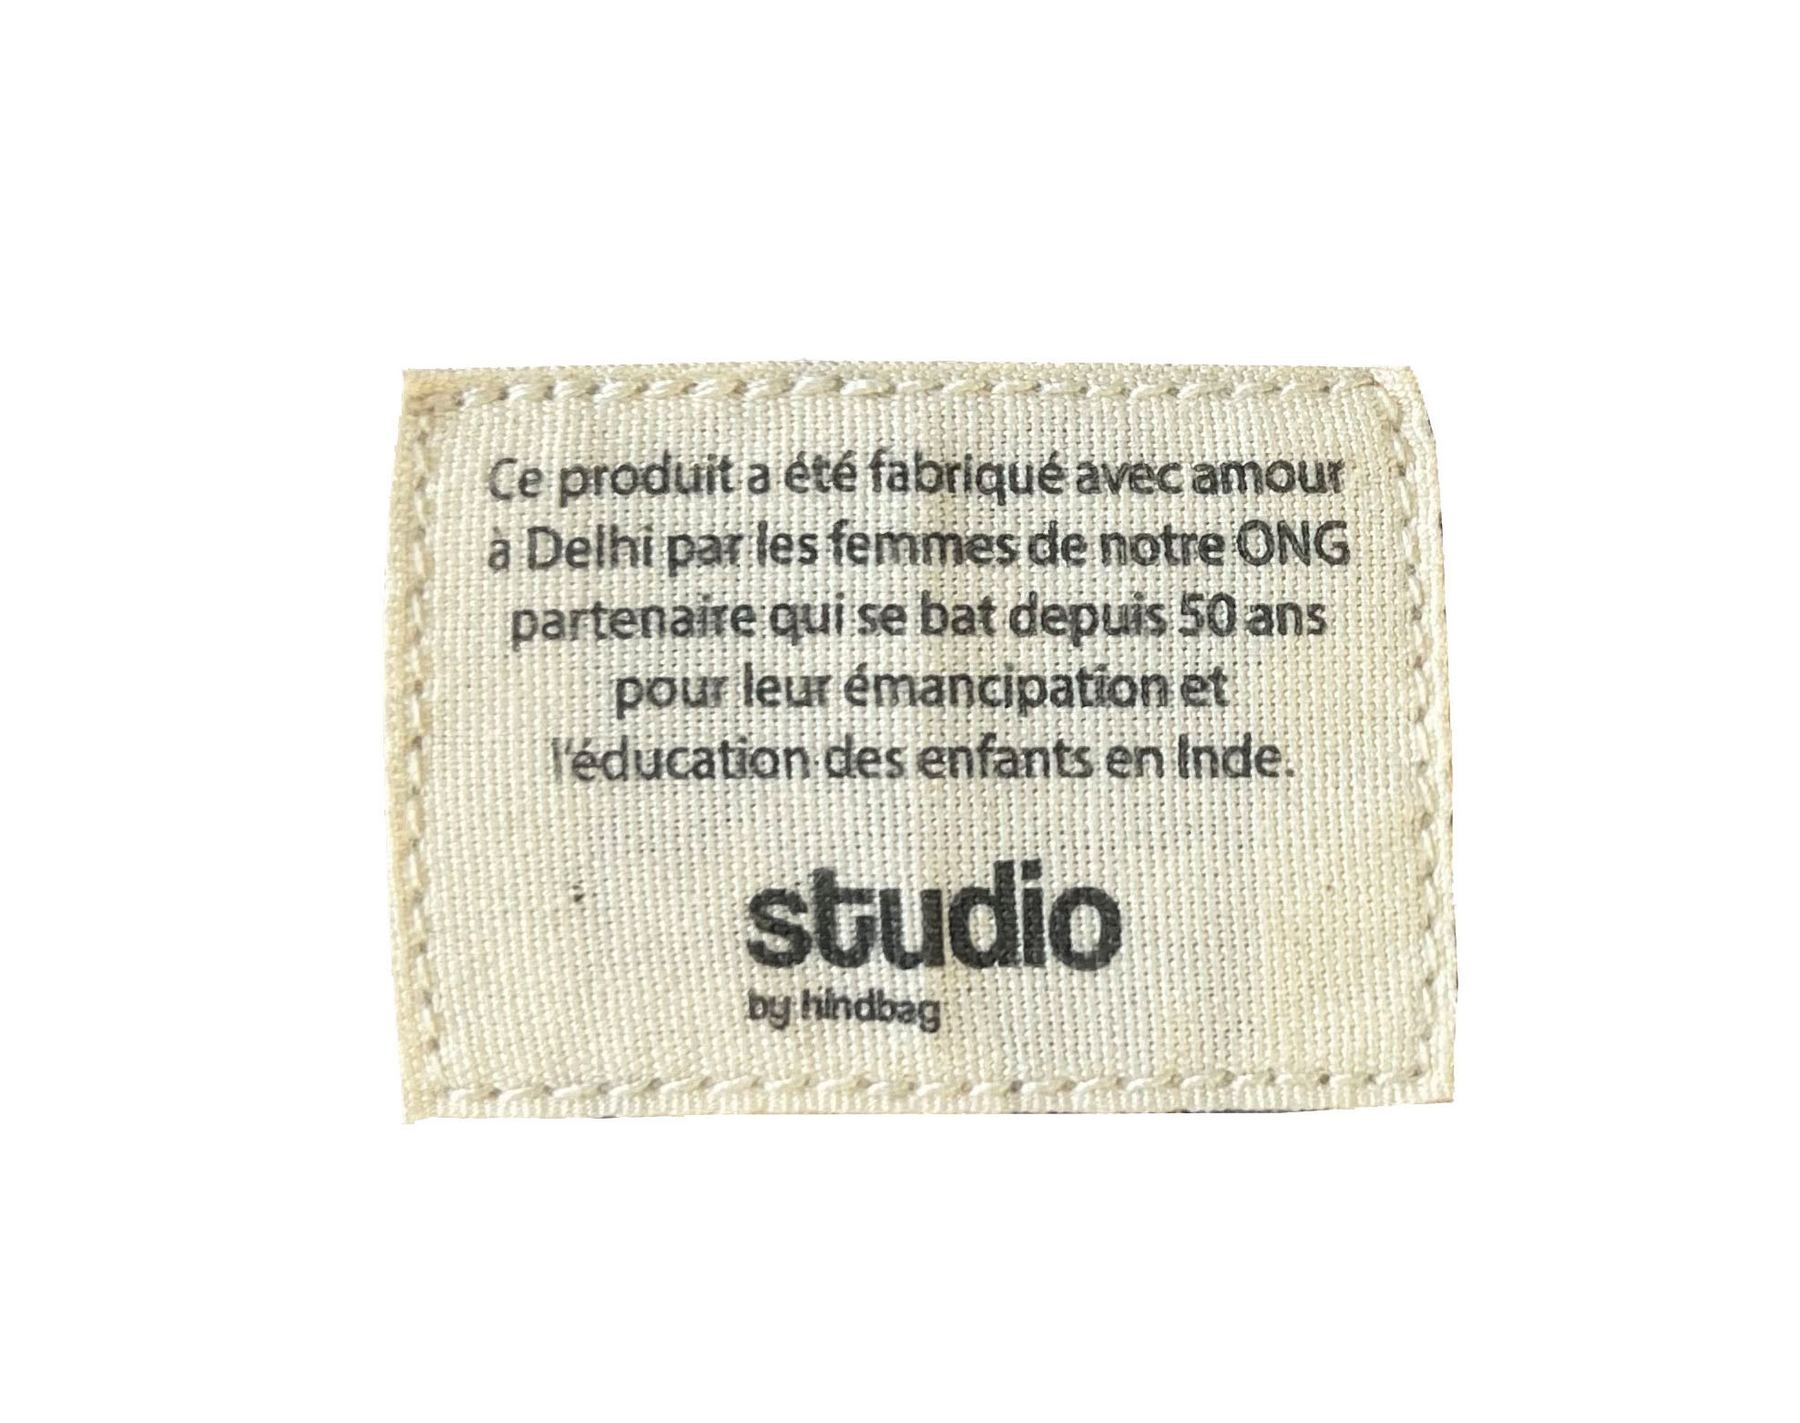 Ce produit a été fabriqué avec amour
à Delhi par les femmes de notre ONG
partenaire qui se bat depuis 50 ans
pour leur émancipation et
l'éducation des enfants en Inde.
studio
by hindbag